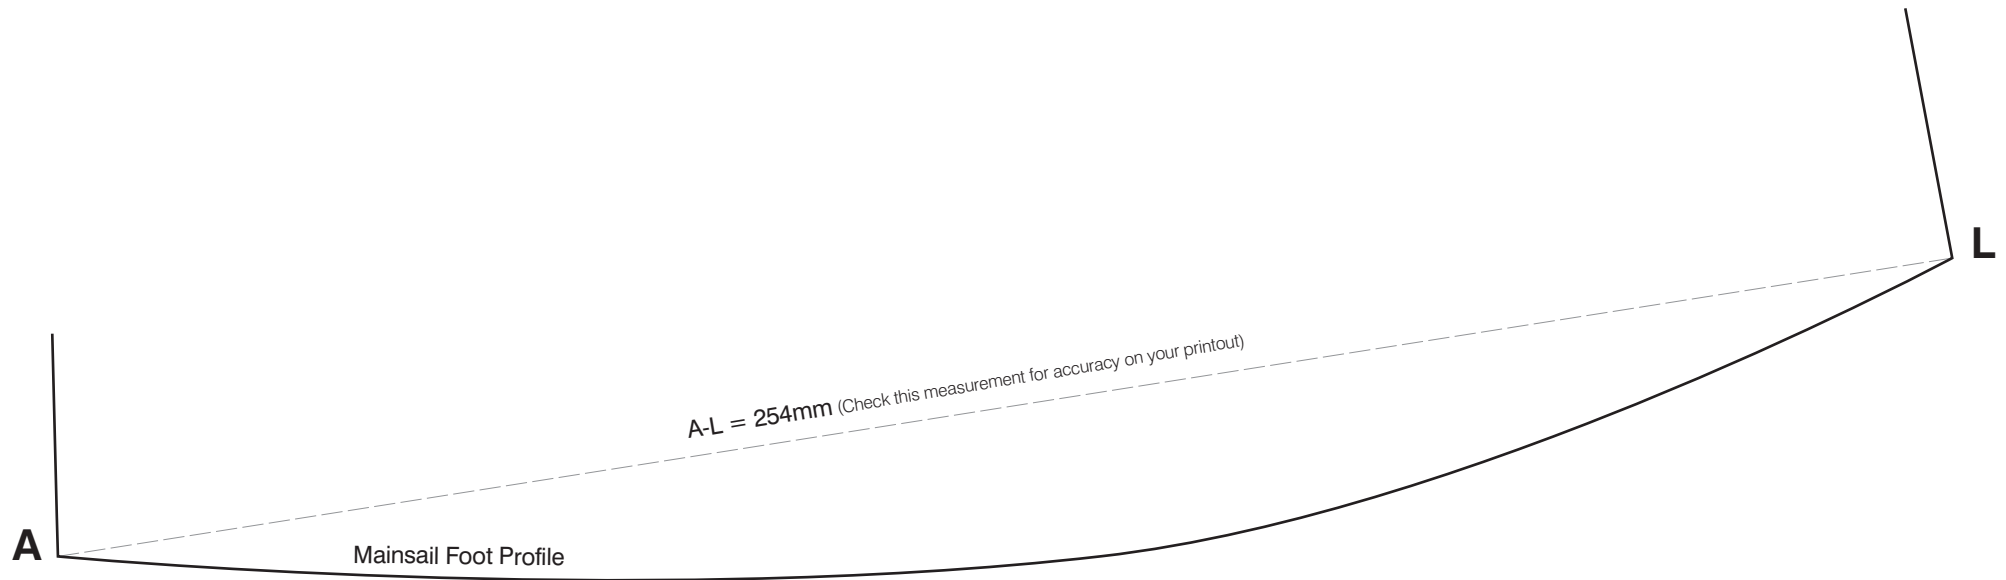 L
A-L = 254mm (Check this measurement for accuracy on your printout)
A
Mainsail Foot Profile